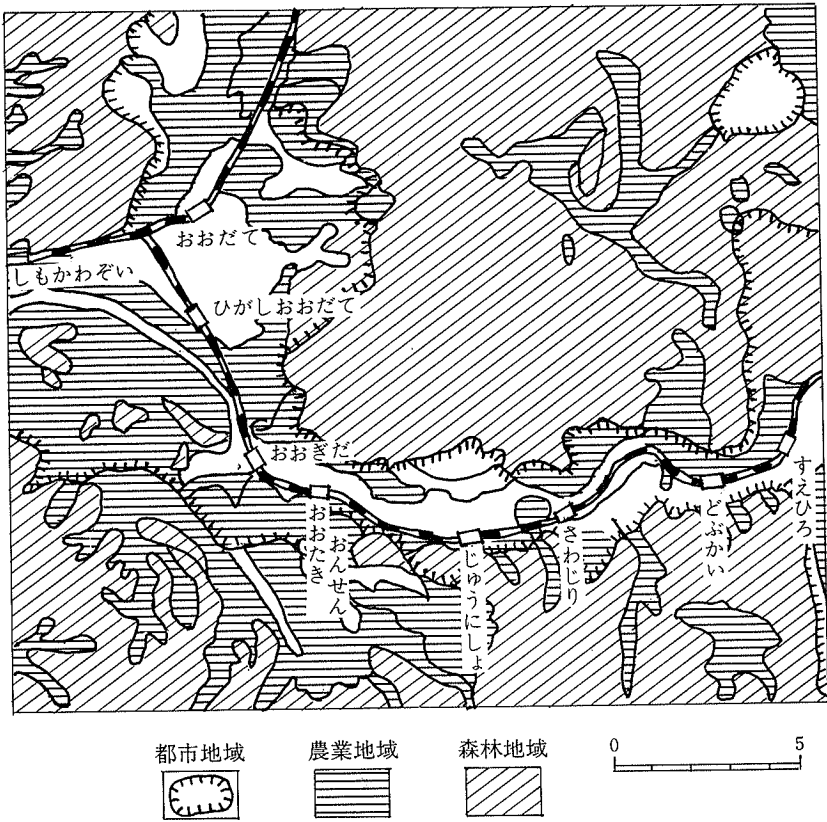 おおだて
しもかわぞい
ひがしおおだて
おおぎだ
おおたき
おんせん
じゅうにしょ
さわじり
どぶかい
すえひろ
都市地域
農業地域
森林地域
0
5